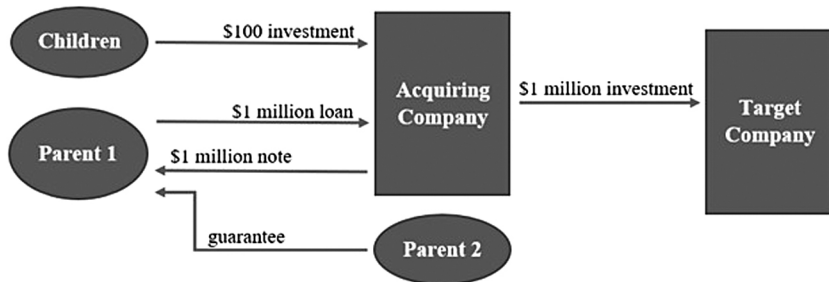 Children
$100 investment
Acquiring
Company
$1 million investment
Target
Company
$1 million loan
Parent 1
$1 million note
guarantee
Parent 2